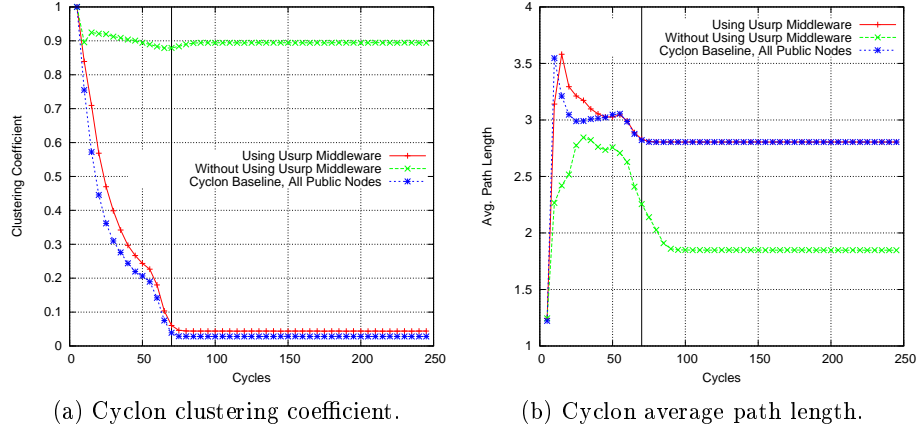 1
0.9
0.8
0.7
0.6
0.5
0.4
0.3
0.2
0.1
0
0 50 100 150 200 250
Clustering Coefficient
Cycles
Using Usurp Middleware
Without Using Usurp Middleware
Cyclon Baseline, All Public Nodes
(a) Cyclon clustering coefficient.
4
3.5
3
2.5
2
1.5
1
0 50 100 150 200 250
Avg. Path Length
Cycles
Using Usurp Middleware
Without Using Usurp Middleware
Cyclon Baseline, All Public Nodes
(b) Cyclon average path length.